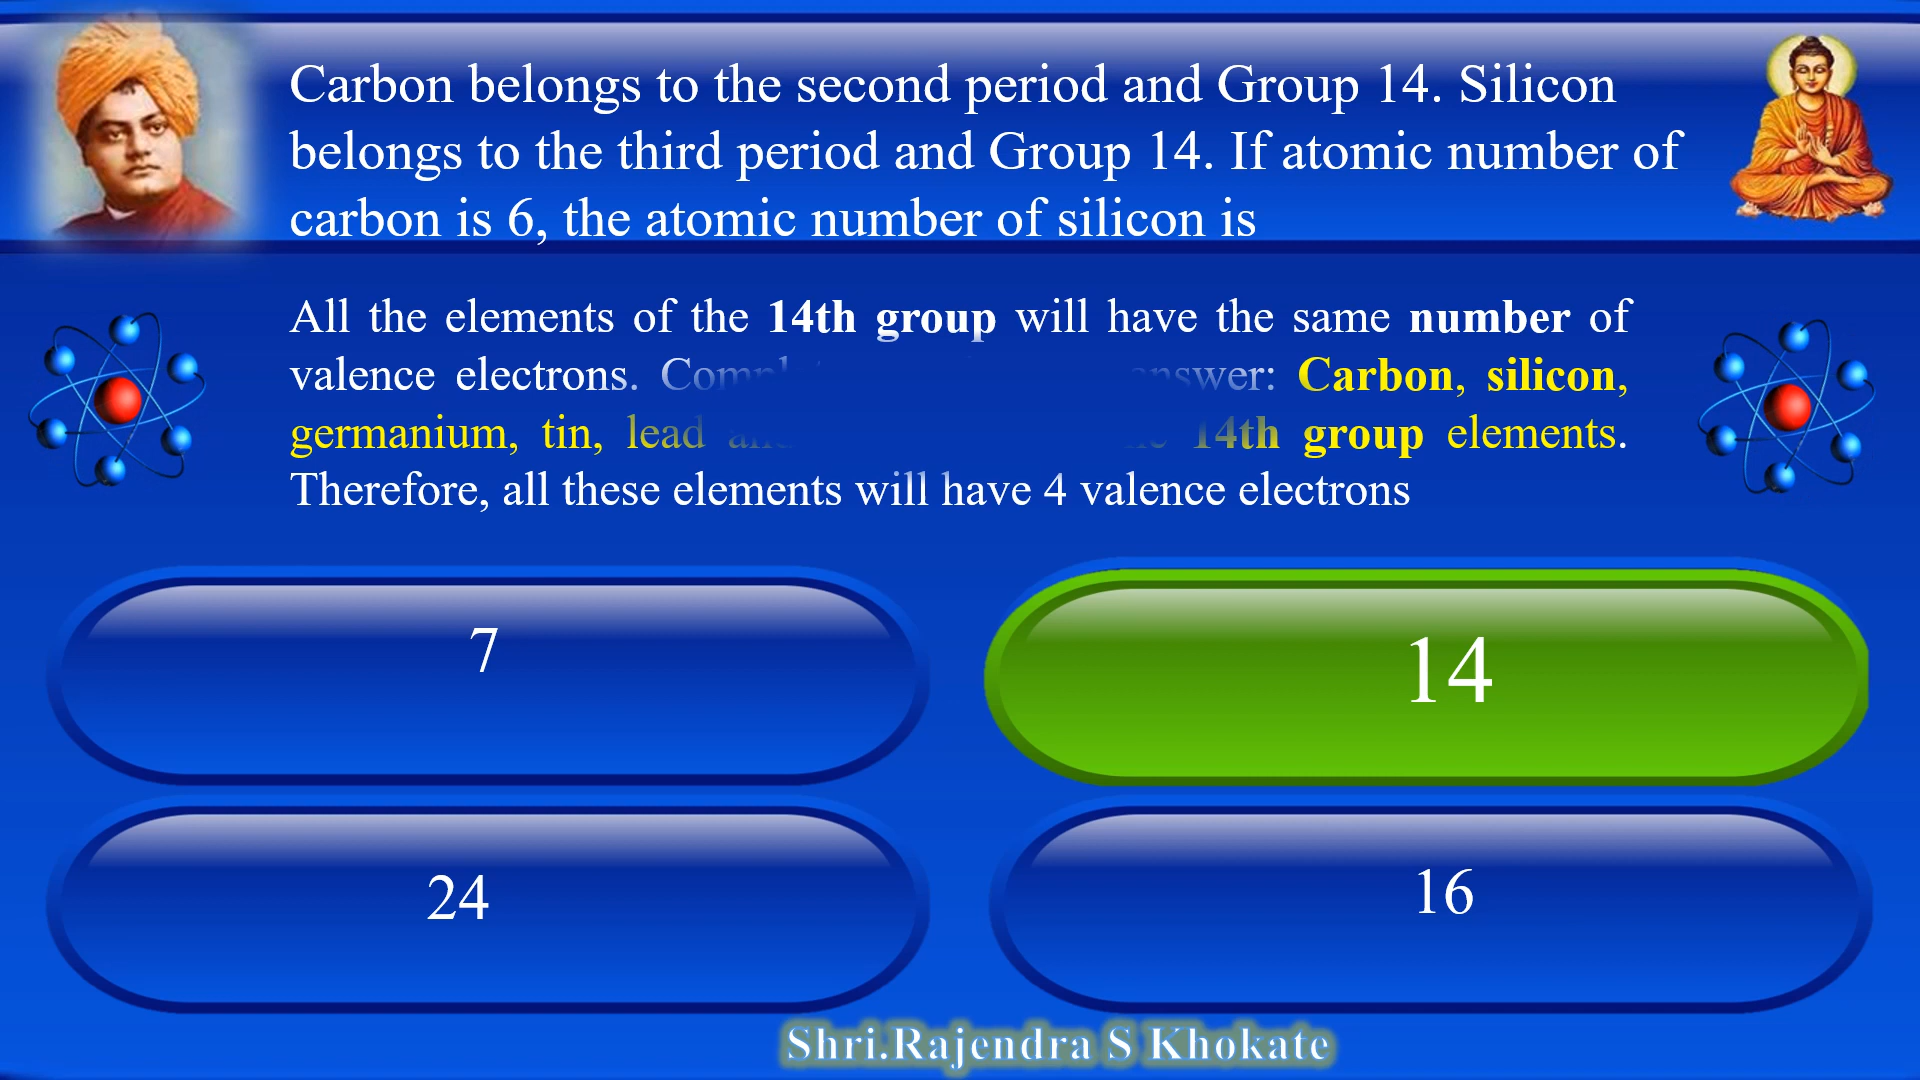 Carbon belongs to the second period and Group 14. Silicon
belongs to the third period and Group 14. If atomic number of
carbon is 6, the atomic number of silicon is
All the elements of the 14th group will have the same number of
valence electrons. answer: Carbon, silicon,
germanium, tin, lead 14th group elements.
Therefore, all these elements will have 4 valence electrons
7
14
24
16
Shri.Rajendra S Khokate